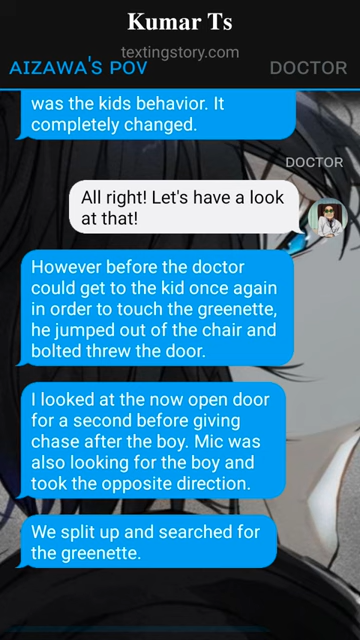 Kumar Ts
textingstory.com
AIZAWA'S POV
DOCTOR
was the kids behavior. It
completely changed.
DOCTOR
All right! Let's have a look
at that!
However before the doctor
could get to the kid once again
in order to touch the greenette,
he jumped out of the chair and
bolted threw the door.
I looked at the now open door
for a second before giving
chase after the boy. Mic was
also looking for the boy and
took the opposite direction.
We split up and searched for
the greenette.